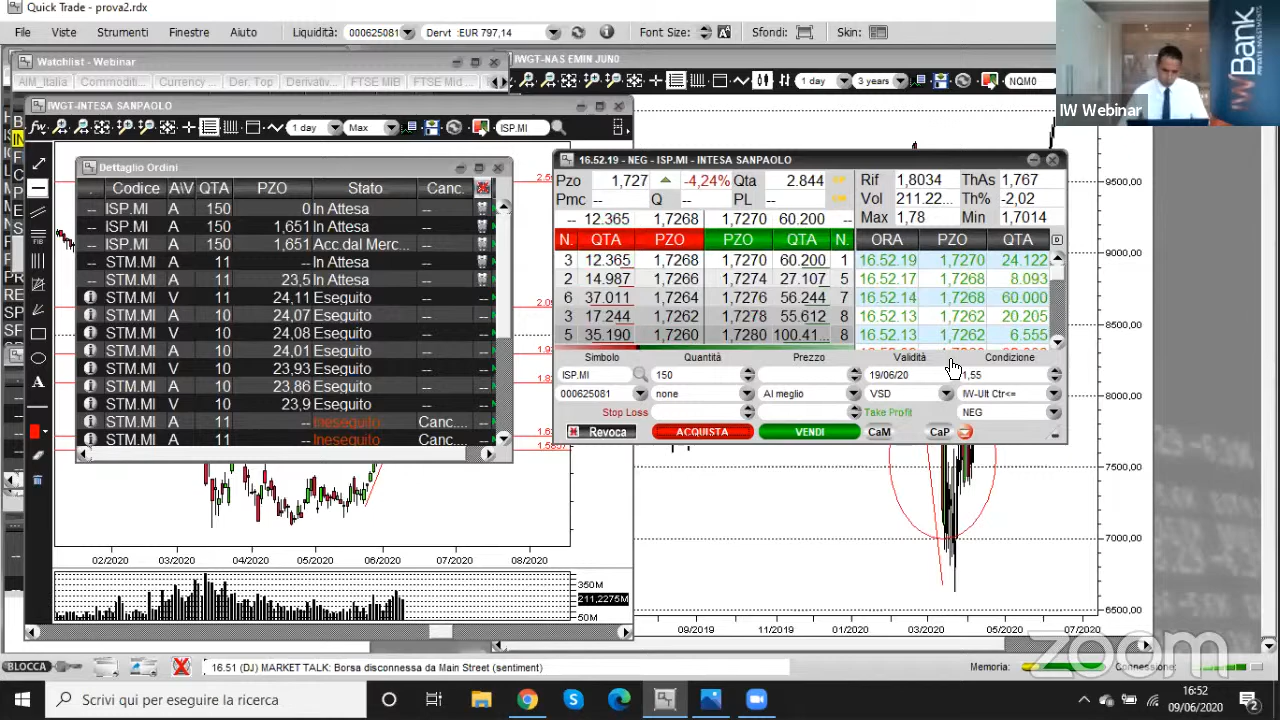 Quick Trade - prova2.rdx
File Viste Strumenti Finestre Aiuto Liquidità: 000625081 Dervt : EUR 797,14 Font Size: A Sfondi: Skin:
Watchlist - Webinar
AIM_Italia Commoditi... Currency ... Der. Top Derivativ... FTSE MIB FTSE Mid
IWGT-NAS EMIN JUN0
1 day 3 years NQM0
IWBank
PRIVATE INVESTMENTS
IW Webinar
IWGT-INTESA SANPAOLO
1 day Max ISP.MI
Dettaglio Ordini
. Codice A\V QTA PZO Stato Canc.
-- ISP.MI A 150 0 In Attesa --
-- ISP.MI A 150 1,651 In Attesa --
-- ISP.MI A 150 1,651 Acc.dal Merc... --
-- STM.MI A 11 -- In Attesa --
-- STM.MI A 11 23,5 In Attesa --
STM.MI V 11 24,11 Eseguito -- --
STM.MI A 10 24,07 Eseguito -- --
STM.MI V 10 24,08 Eseguito -- --
STM.MI A 10 24,01 Eseguito -- --
STM.MI V 10 23,93 Eseguito -- --
STM.MI A 10 23,86 Eseguito -- --
STM.MI V 10 23,9 Eseguito -- --
STM.MI A 11 -- Ineseguito Canc.... --
STM.MI A 11 -- Ineseguito Canc.... --
16.52.19 - NEG - ISP.MI - INTESA SANPAOLO
Pzo 1,727 -4,24% Qta 2.844 Rif 1,8034 ThAs 1,767
Pmc -- Q -- PL -- Vol 211.22... Th% -2,02
Max 1,78 Min 1,7014
-- 12.365 1,7268 1,7270 60.200 --
N. QTA PZO PZO QTA N. ORA PZO QTA
3 12.365 1,7268 1,7270 60.200 1 16.52.19 1,7270 24.122
2 14.987 1,7266 1,7274 27.107 5 16.52.17 1,7268 8.093
6 37.011 1,7264 1,7276 56.244 7 16.52.14 1,7268 60.000
3 17.244 1,7262 1,7278 55.612 8 16.52.13 1,7262 20.205
5 35.190 1,7260 1,7280 100.41... 8 16.52.13 1,7262 6.555
Simbolo Quantità Prezzo Validità Condizione
ISP.MI 150 19/06/20 1,55
000625081 none Al meglio VSD IW-Ult Ctr<=
Stop Loss Take Profit NEG
Revoca ACQUISTA VENDI CaM CaP
9500,00
9000,00
8500,00
8000,00
7500,00
7000,00
6500,00
02/2020 03/2020 04/2020 05/2020 06/2020 07/2020 08/2020
350M
211,2275M
50M
09/2019 11/2019 01/2020 03/2020 05/2020 07/2020
zoom
BLOCCA 16.51 (DJ) MARKET TALK: Borsa disconnessa da Main Street (sentiment) Memoria: Connessione:
Scrivi qui per eseguire la ricerca
16:52
09/06/2020
2